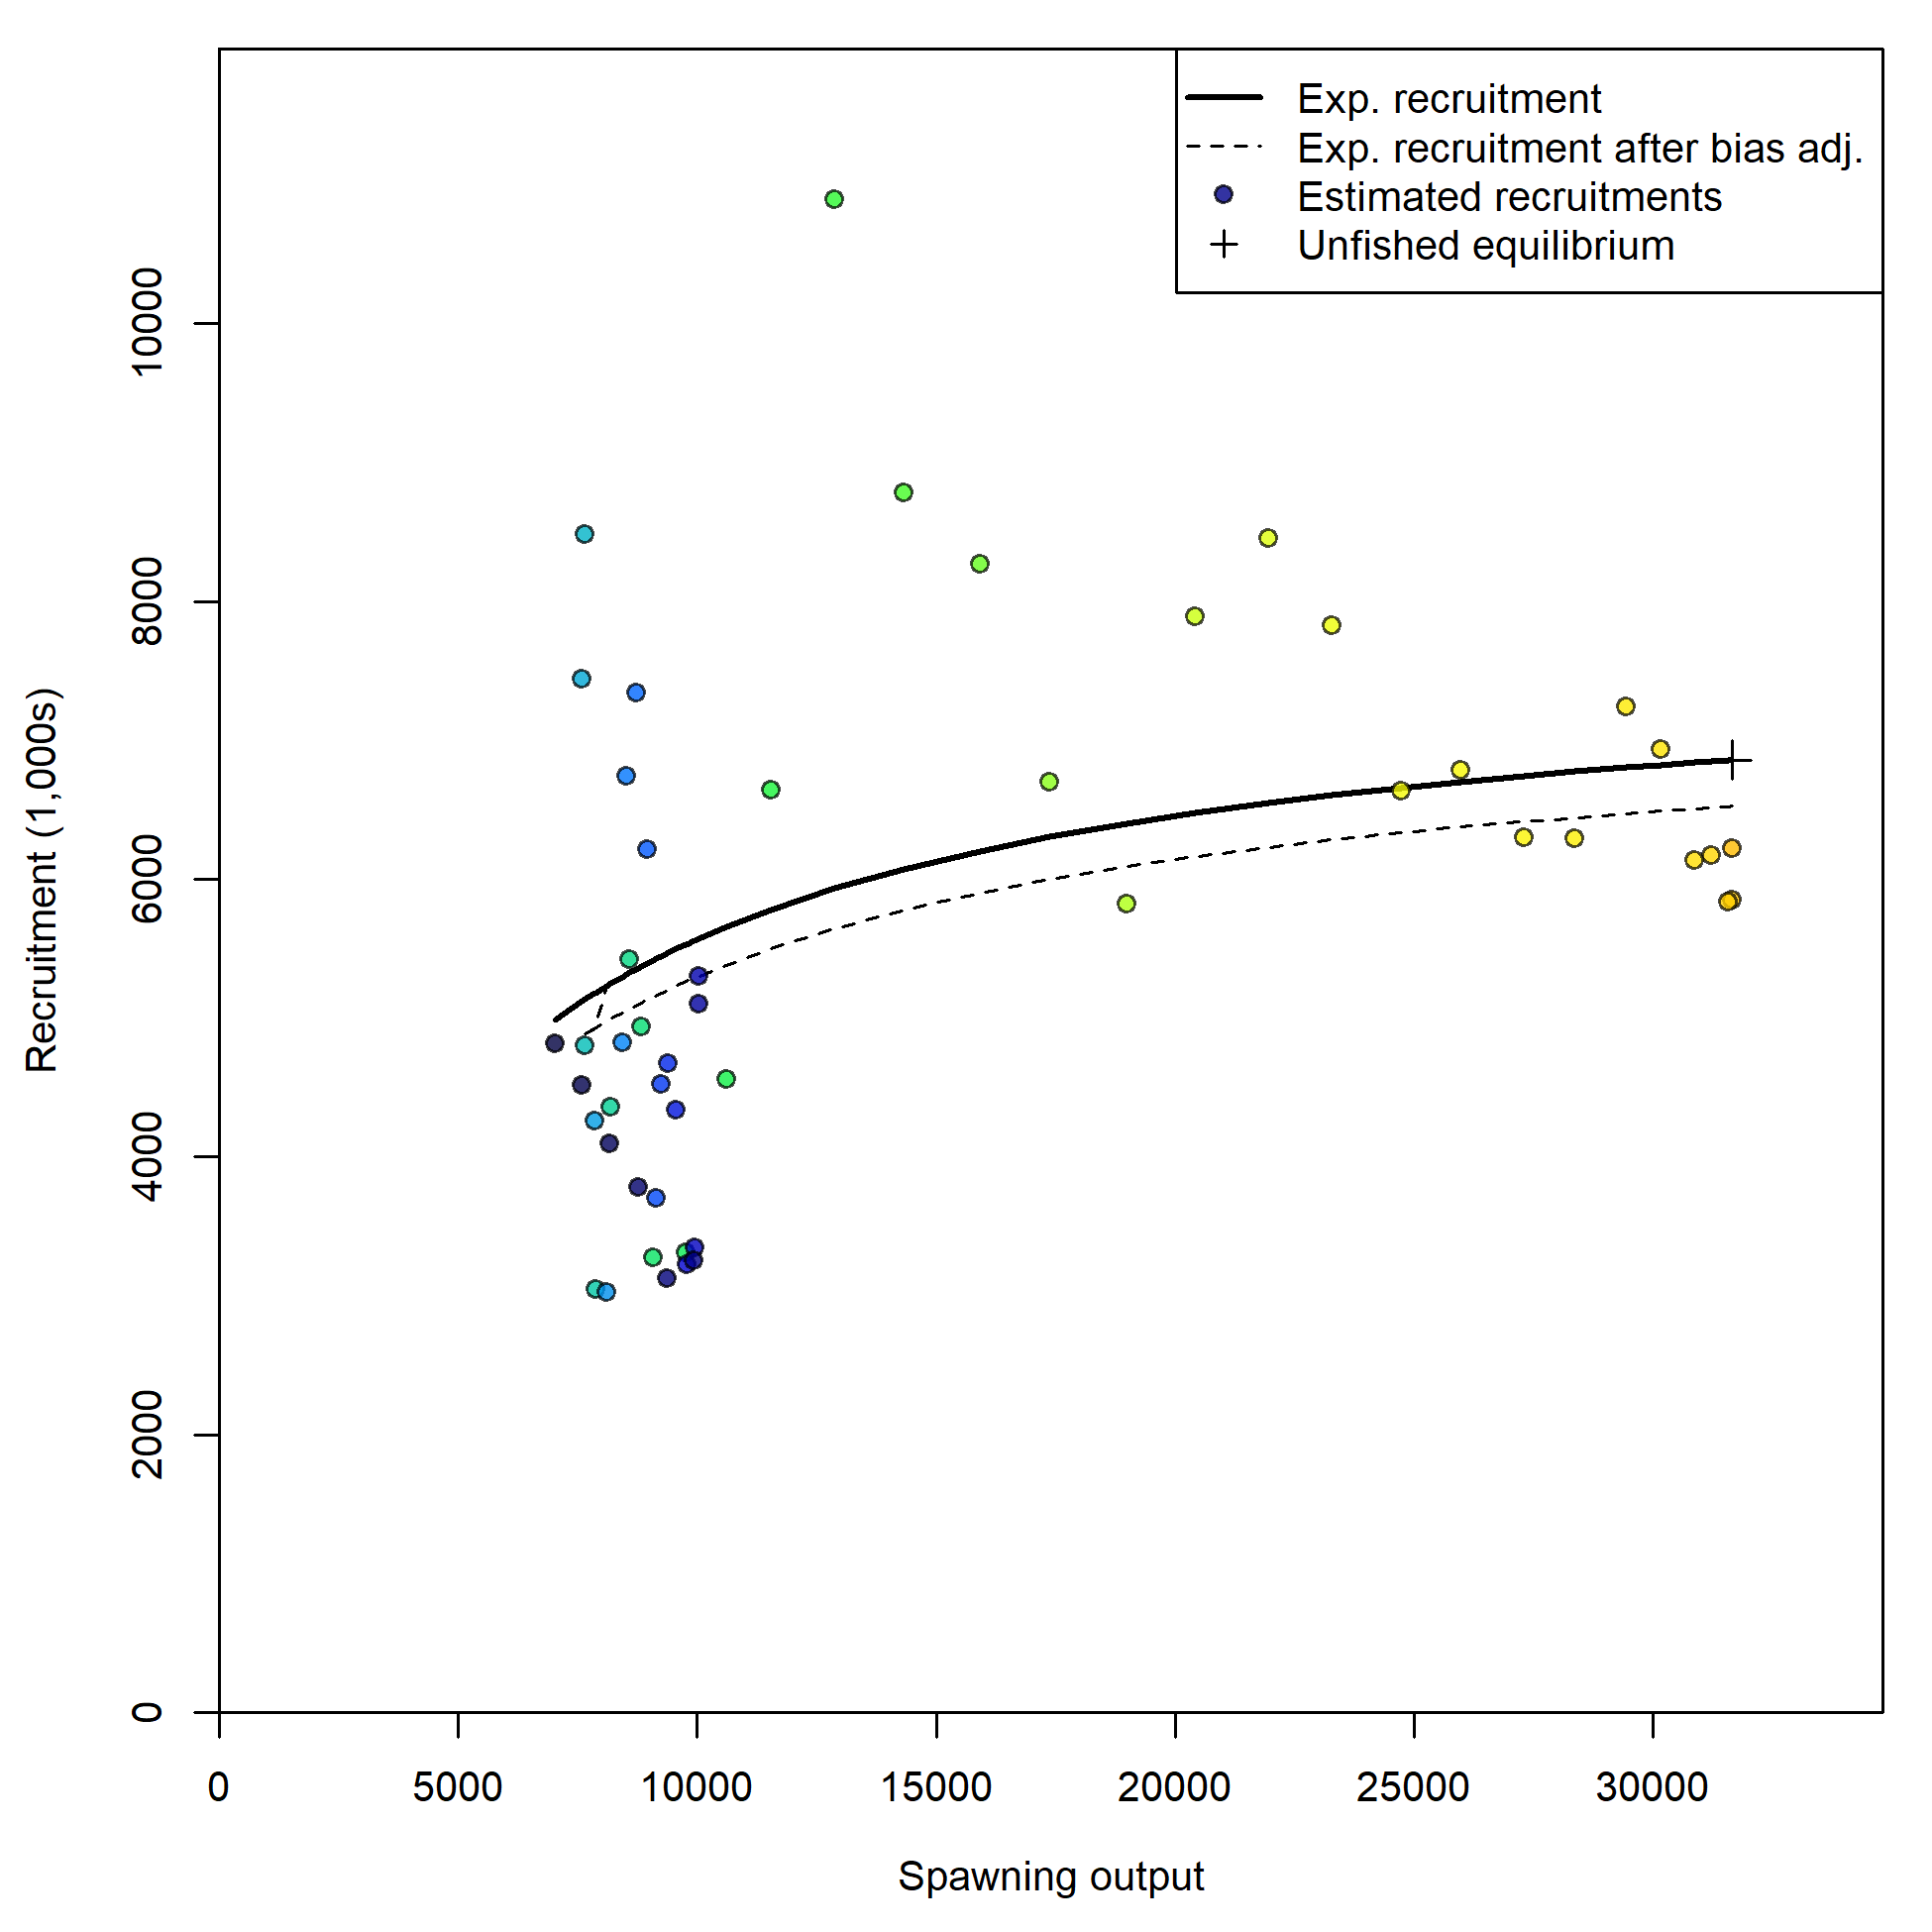 Exp. recruitment
Exp. recruitment after bias adj.
Estimated recruitments
Unfished equilibrium
Recruitment (1,000s)
10000
8000
6000
4000
2000
0
0 5000 10000 15000 20000 25000 30000
Spawning output